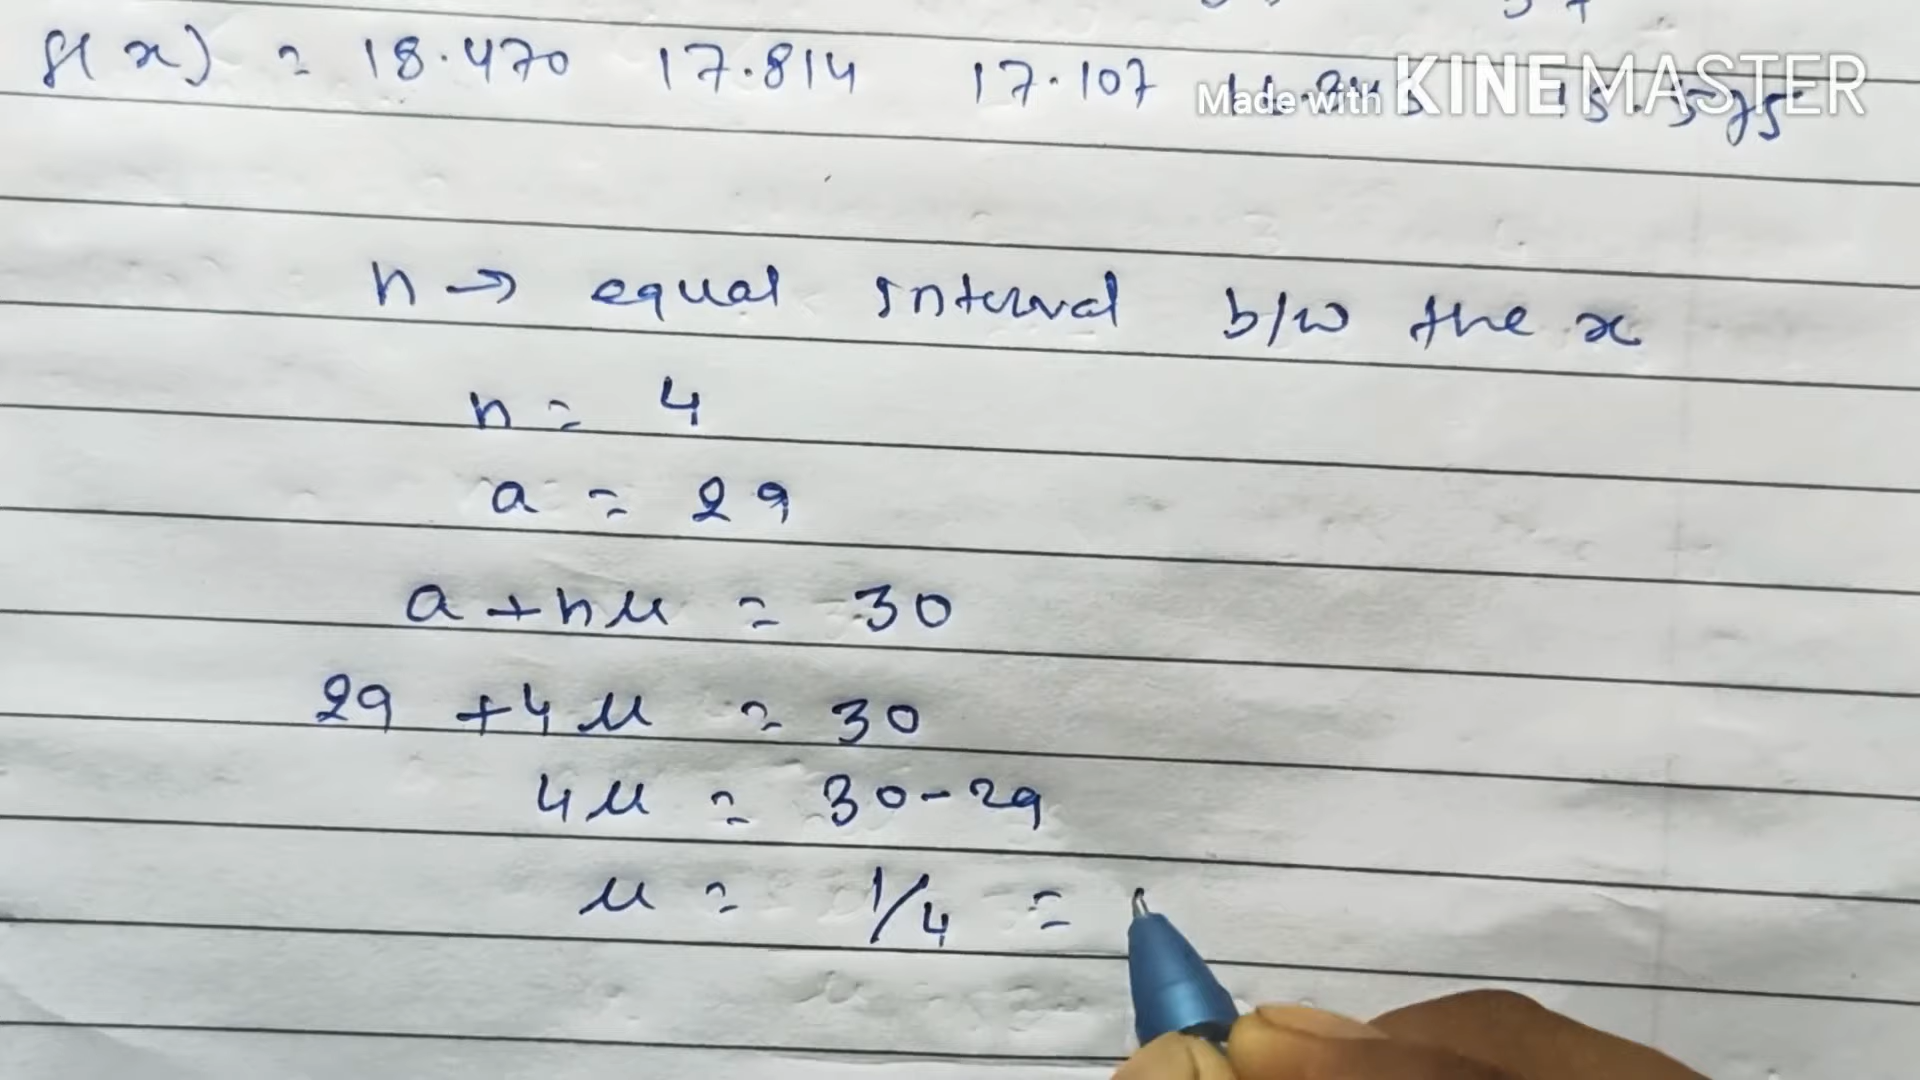 f(x) = 18.470 17.814 17.107
Made with KINEMASTER
h → equal interval b/w the x
h = 4
a = 29
a + hu = 30
29 + 4u = 30
4u = 30 - 29
u = 1/4 =